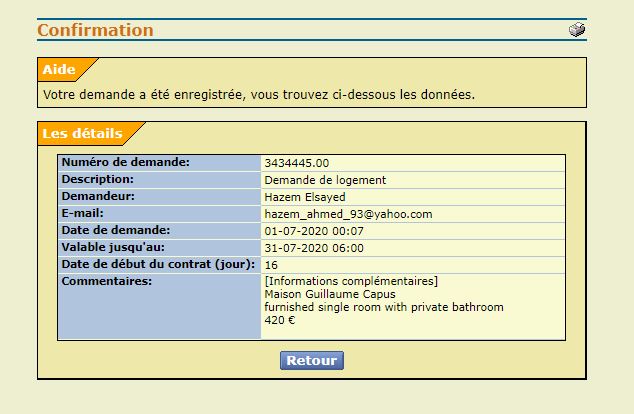 Confirmation
Aide
Votre demande a été enregistrée, vous trouvez ci-dessous les données.
Les détails
Numéro de demande: 3434445.00
Description: Demande de logement
Demandeur: Hazem Elsayed
E-mail: hazem_ahmed_93@yahoo.com
Date de demande: 01-07-2020 00:07
Valable jusqu'au: 31-07-2020 06:00
Date de début du contrat (jour): 16
Commentaires: [Informations complémentaires]
Maison Guillaume Capus
furnished single room with private bathroom
420 €
Retour